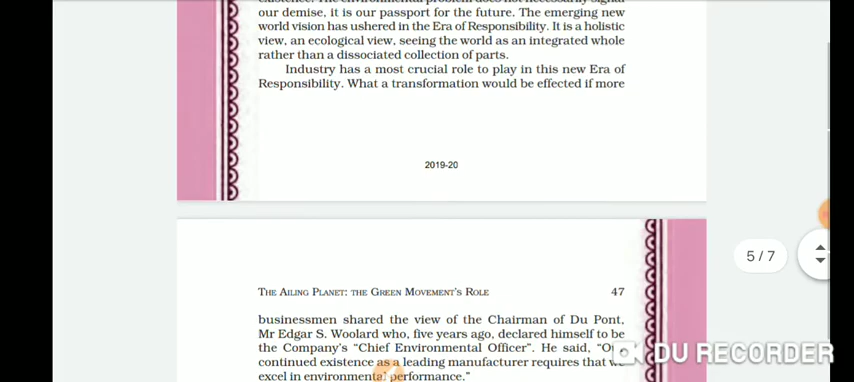 our demise, it is our passport for the future. The emerging new
world vision has ushered in the Era of Responsibility. It is a holistic
view, an ecological view, seeing the world as an integrated whole
rather than a dissociated collection of parts.
Industry has a most crucial role to play in this new Era of
Responsibility. What a transformation would be effected if more
2019-20
5 / 7
THE AILING PLANET: THE GREEN MOVEMENT'S ROLE 47
businessmen shared the view of the Chairman of Du Pont,
Mr Edgar S. Woolard who, five years ago, declared himself to be
the Company's “Chief Environmental Officer”. He said, “
continued existence as a leading manufacturer requires that
excel in environmental performance.”
DU RECORDER